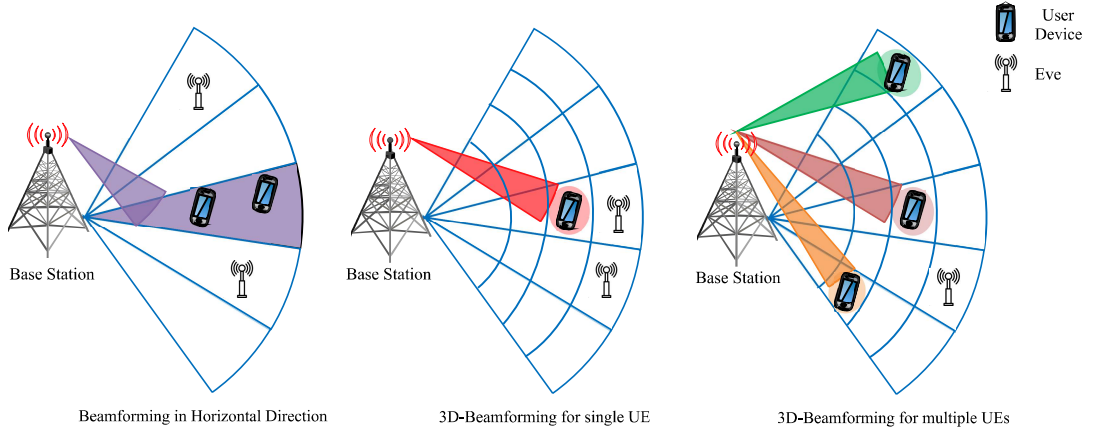 User
Device
Eve
Base Station
Base Station
Base Station
Beamforming in Horizontal Direction
3D-Beamforming for single UE
3D-Beamforming for multiple UEs